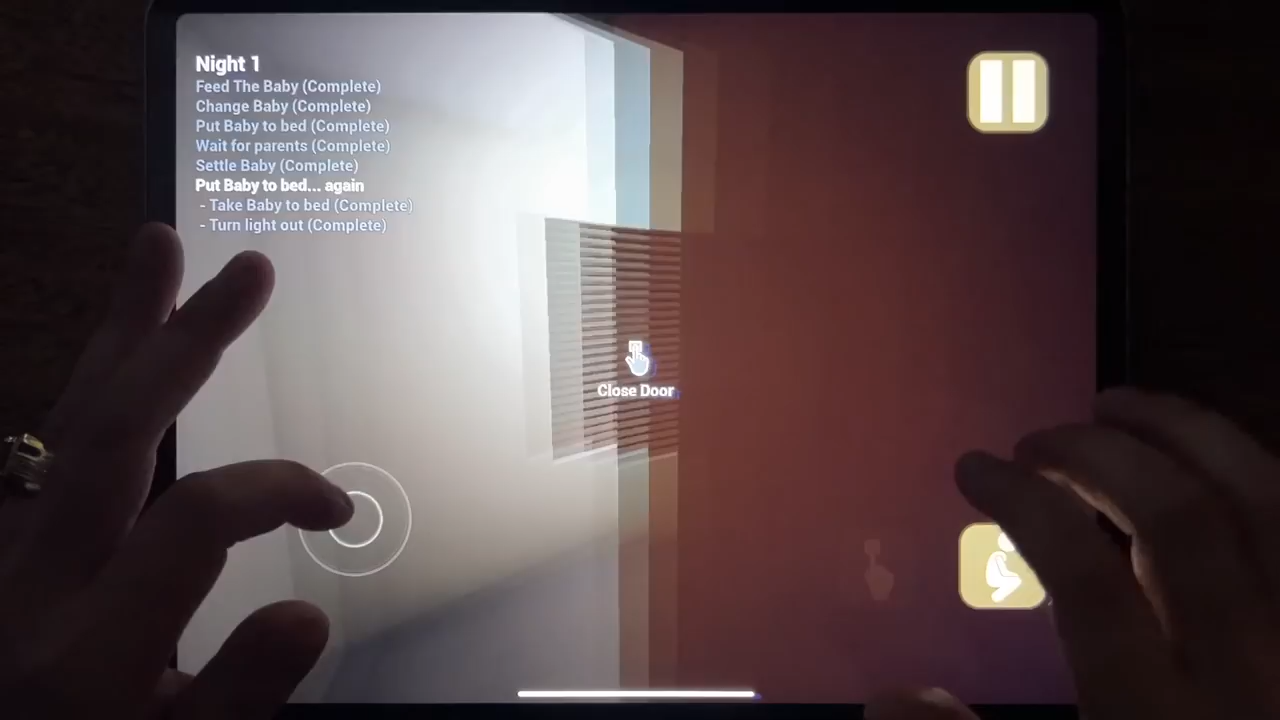 Night 1
Feed The Baby (Complete)
Change Baby (Complete)
Put Baby to bed (Complete)
Wait for parents (Complete)
Settle Baby (Complete)
Put Baby to bed... again
- Take Baby to bed (Complete)
- Turn light out (Complete)
Close Door